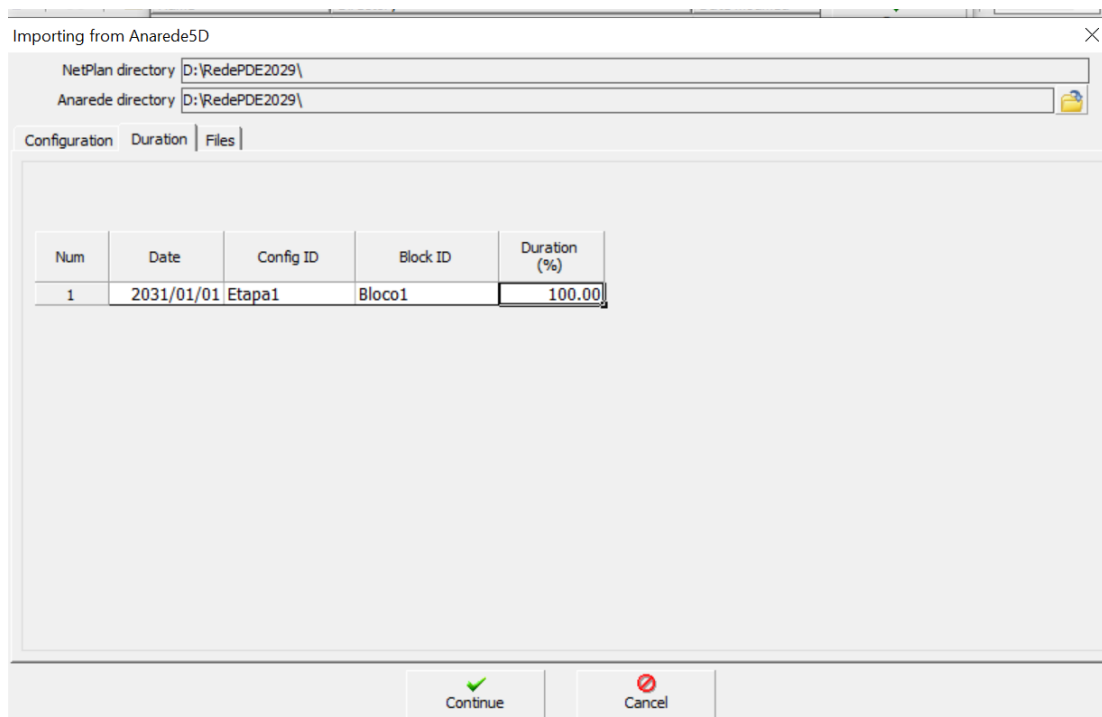 Importing from Anarede5D
NetPlan directory D:\RedePDE2029\
Anarede directory D:\RedePDE2029\
Configuration Duration Files
Num Date Config ID Block ID Duration (%)
1 2031/01/01 Etapa1 Bloco1 100.00
Continue Cancel